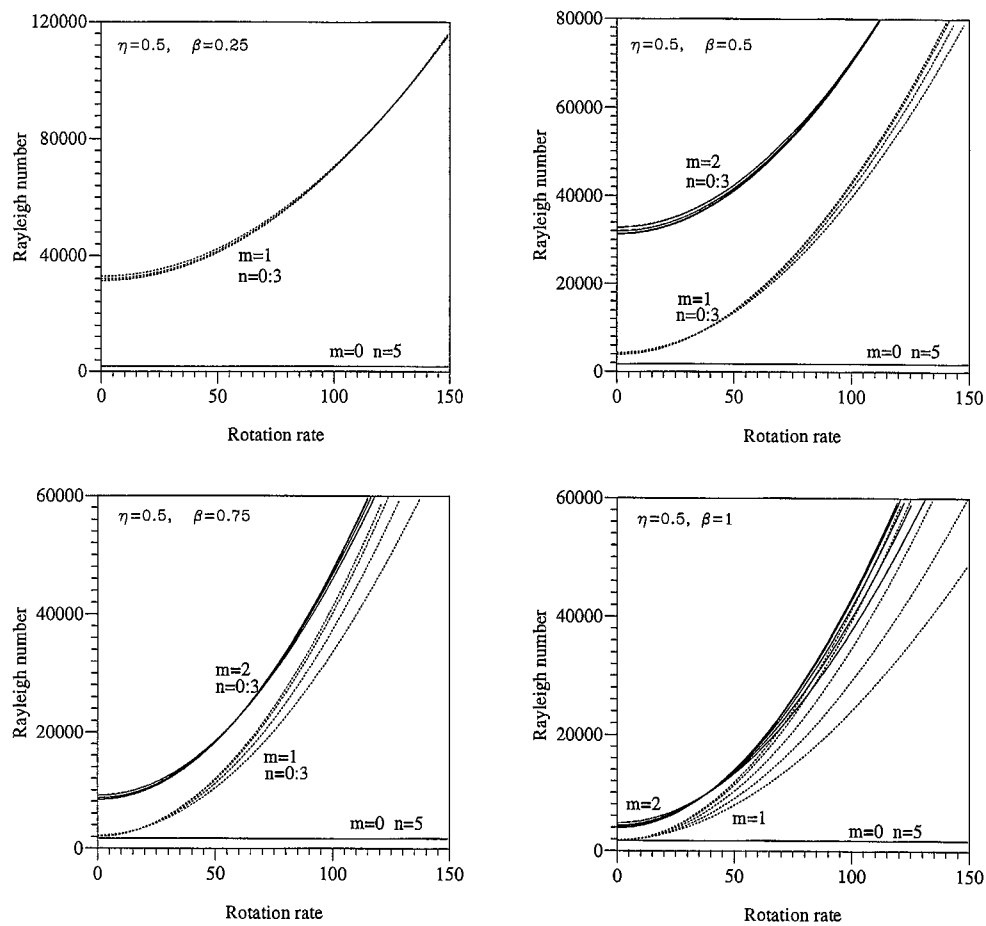 120000
80000
40000
0
Rayleigh number
η=0.5, β=0.25
m=1
n=0:3
m=0 n=5
0 50 100 150
Rotation rate
80000
60000
40000
20000
0
Rayleigh number
η=0.5, β=0.5
m=2
n=0:3
m=1
n=0:3
m=0 n=5
0 50 100 150
Rotation rate
60000
40000
20000
0
Rayleigh number
η=0.5, β=0.75
m=2
n=0:3
m=1
n=0:3
m=0 n=5
0 50 100 150
Rotation rate
60000
40000
20000
0
Rayleigh number
η=0.5, β=1
m=2
m=1
m=0 n=5
0 50 100 150
Rotation rate